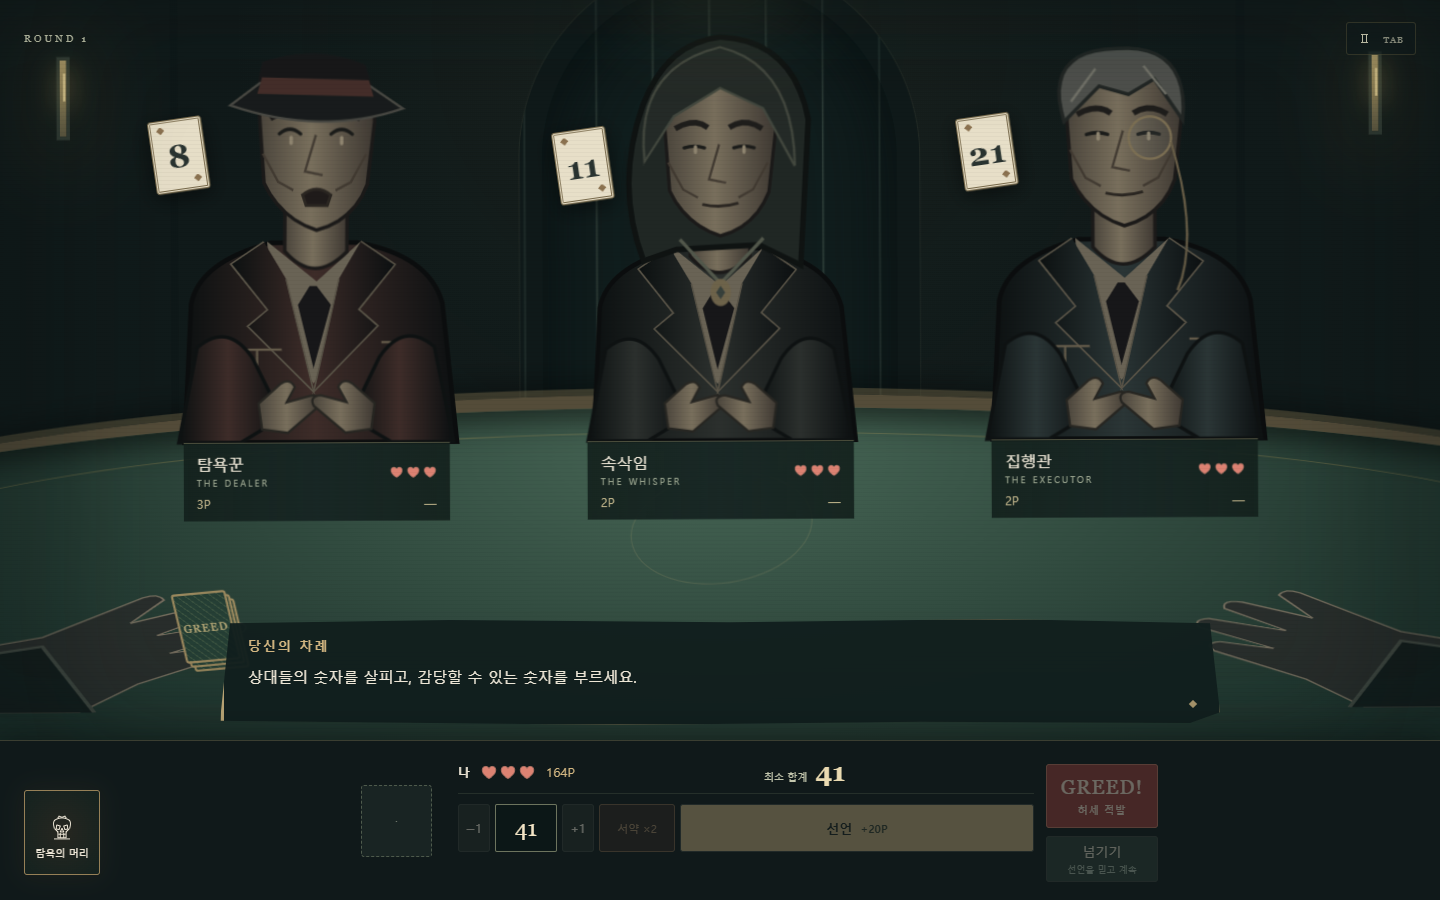 ROUND 1
II TAB
8
11
21
탐욕꾼
THE DEALER
3P —
속삭임
THE WHISPER
2P —
집행관
THE EXECUTOR
2P —
GREED
당신의 차례
상대들의 숫자를 살피고, 감당할 수 있는 숫자를 부르세요.
나 164P
최소 합계 41
−1 41 +1 서약 ×2 선언 +20P
GREED!
허세 적발
넘기기
선언을 믿고 계속
탐욕의 머리